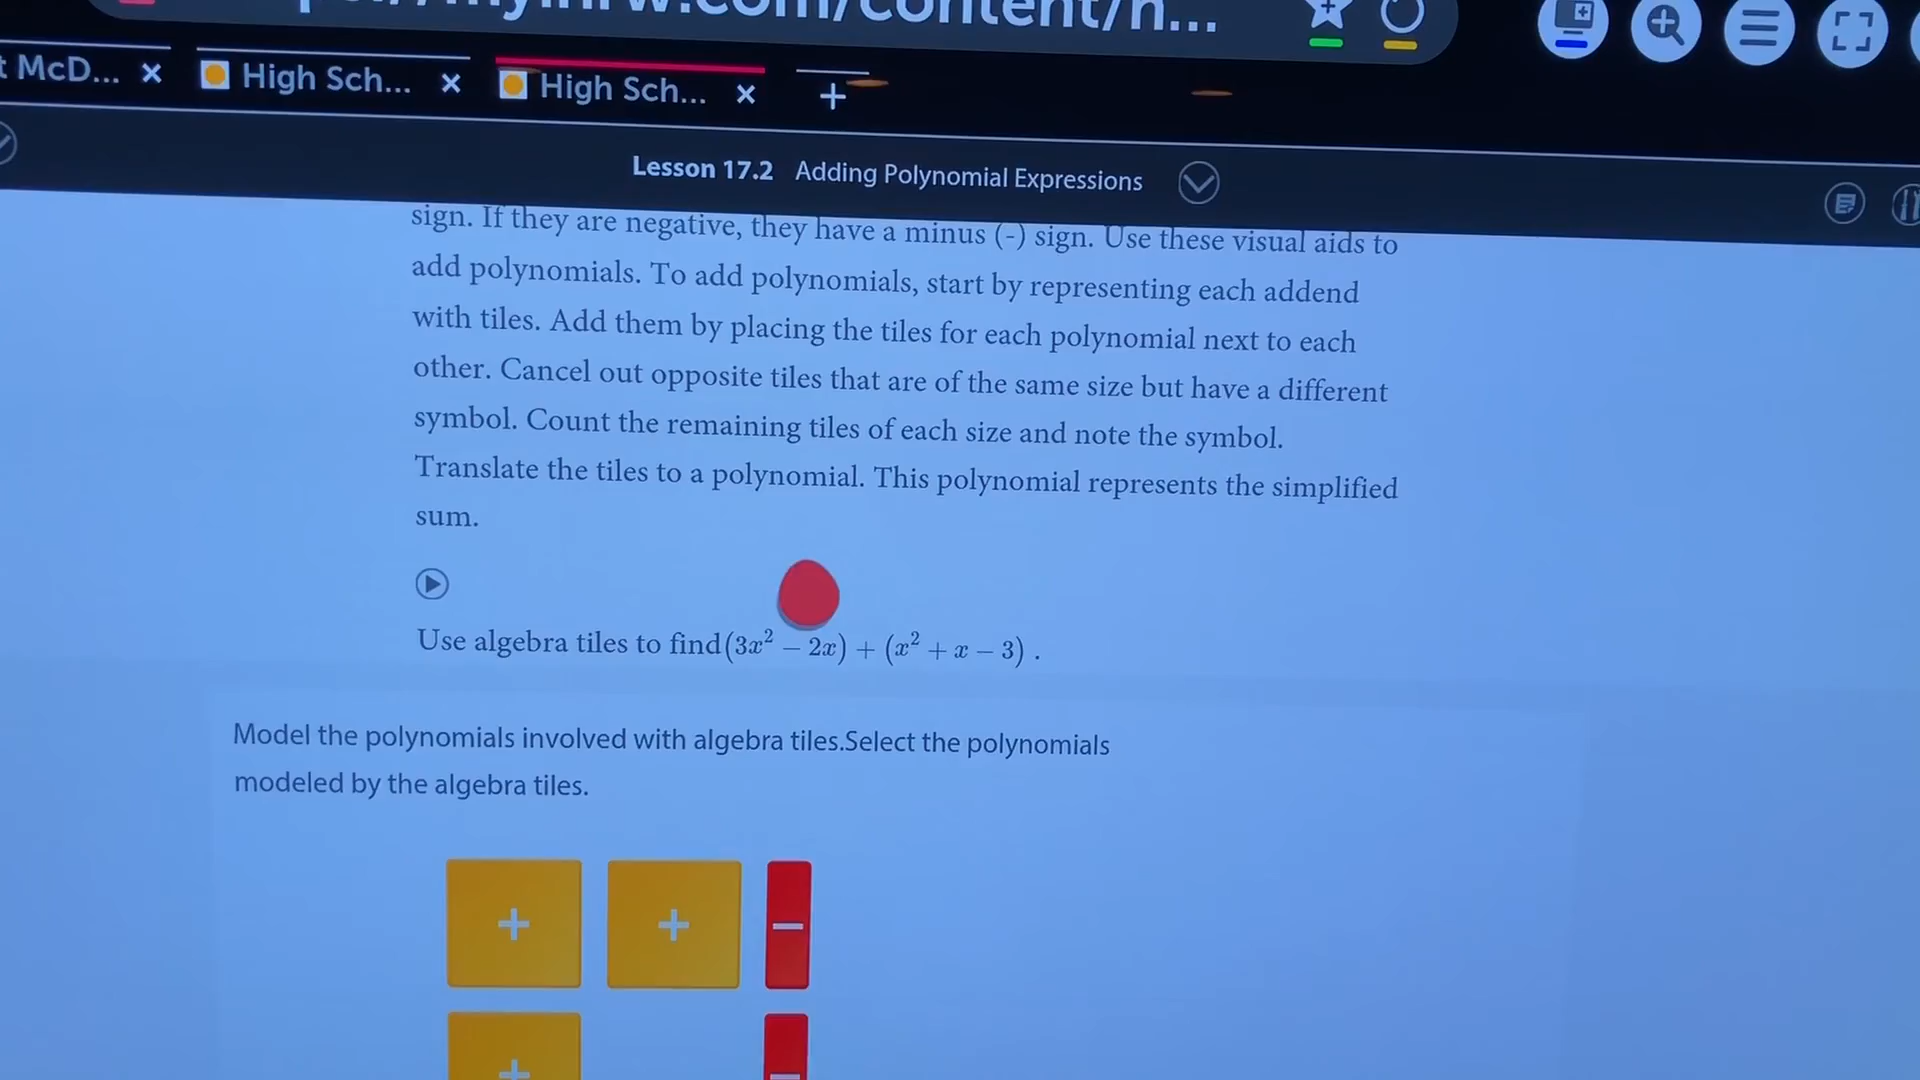 .com/content/h...
McD... ×
High Sch... ×
High Sch... × +
Lesson 17.2 Adding Polynomial Expressions
sign. If they are negative, they have a minus (-) sign. Use these visual aids to
add polynomials. To add polynomials, start by representing each addend
with tiles. Add them by placing the tiles for each polynomial next to each
other. Cancel out opposite tiles that are of the same size but have a different
symbol. Count the remaining tiles of each size and note the symbol.
Translate the tiles to a polynomial. This polynomial represents the simplified
sum.
Use algebra tiles to find(3x² − 2x) + (x² + x − 3) .
Model the polynomials involved with algebra tiles.Select the polynomials
modeled by the algebra tiles.
+ + −
+ −